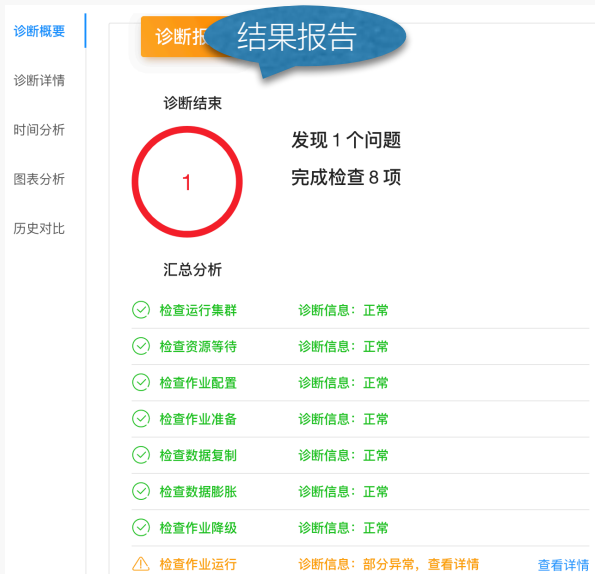 诊断概要
诊断详情
时间分析
图表分析
历史对比
诊断报
结果报告
诊断结束
1
发现 1 个问题
完成检查 8 项
汇总分析
检查运行集群 诊断信息：正常
检查资源等待 诊断信息：正常
检查作业配置 诊断信息：正常
检查作业准备 诊断信息：正常
检查数据复制 诊断信息：正常
检查数据膨胀 诊断信息：正常
检查作业降级 诊断信息：正常
检查作业运行 诊断信息：部分异常，查看详情 查看详情